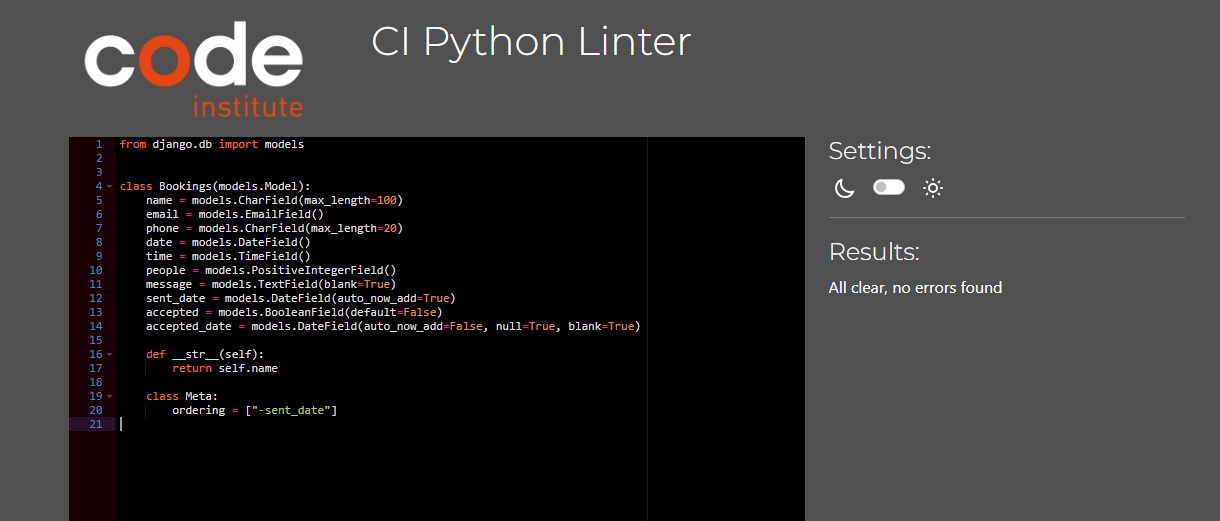 code
institute
CI Python Linter
1 from django.db import models
2
3
4 class Bookings(models.Model):
5     name = models.CharField(max_length=100)
6     email = models.EmailField()
7     phone = models.CharField(max_length=20)
8     date = models.DateField()
9     time = models.TimeField()
10     people = models.PositiveIntegerField()
11     message = models.TextField(blank=True)
12     sent_date = models.DateField(auto_now_add=True)
13     accepted = models.BooleanField(default=False)
14     accepted_date = models.DateField(auto_now_add=False, null=True, blank=True)
15
16     def __str__(self):
17         return self.name
18
19     class Meta:
20         ordering = ["-sent_date"]
21
Settings:
Results:
All clear, no errors found